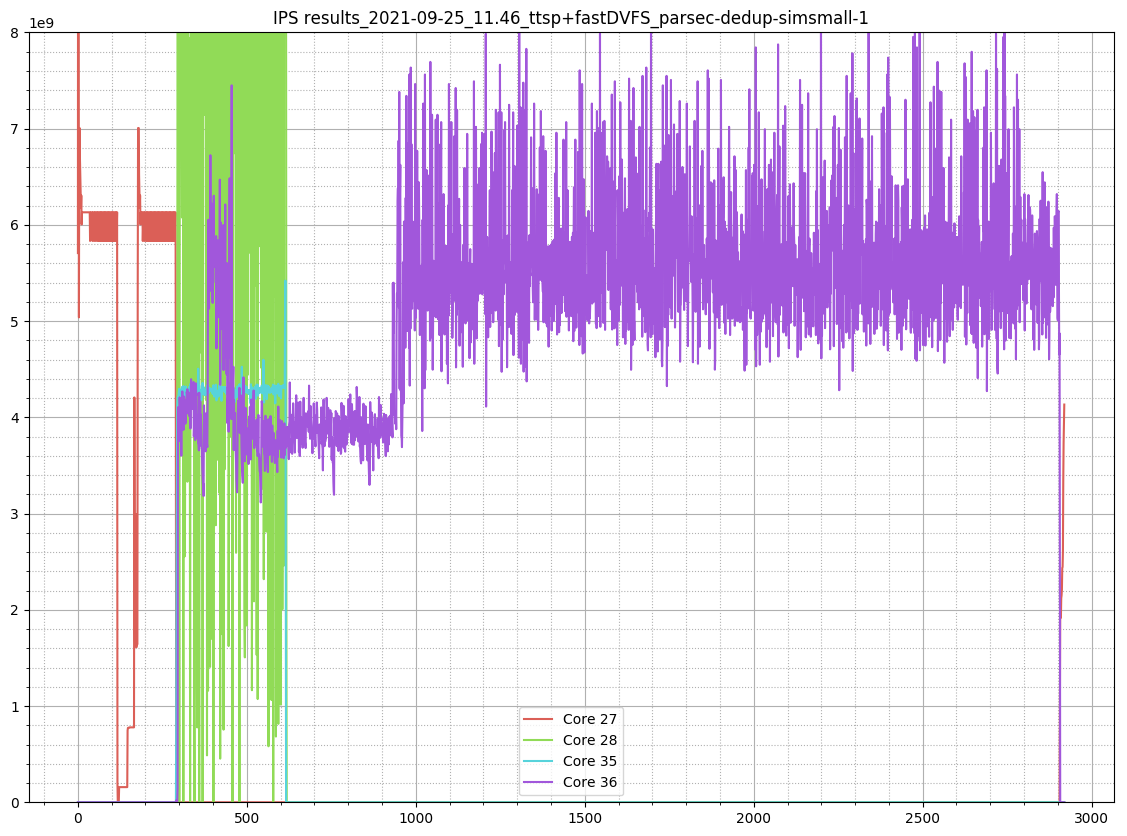 IPS results_2021-09-25_11.46_ttsp+fastDVFS_parsec-dedup-simsmall-1
1e9
8
7
6
5
4
3
2
1
0
Core 27
Core 28
Core 35
Core 36
0 500 1000 1500 2000 2500 3000